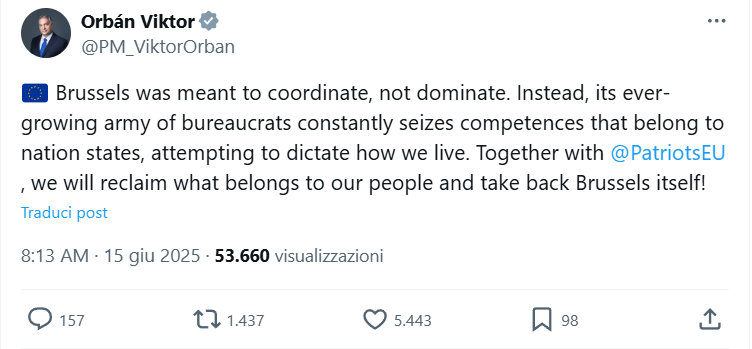 Orbán Viktor
@PM_ViktorOrban
🇪🇺 Brussels was meant to coordinate, not dominate. Instead, its ever-
growing army of bureaucrats constantly seizes competences that belong to
nation states, attempting to dictate how we live. Together with @PatriotsEU
, we will reclaim what belongs to our people and take back Brussels itself!
Traduci post
8:13 AM · 15 giu 2025 · 53.660 visualizzazioni
157 1.437 5.443 98